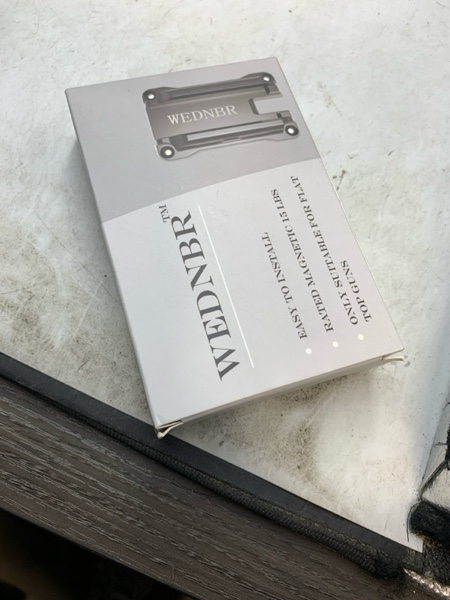 WEDNBR
WEDNBR™
EASY TO INSTALL
RATED MAGNETIC 15 LBS
ONLY SUITABLE FOR FLAT
TOP GUNS